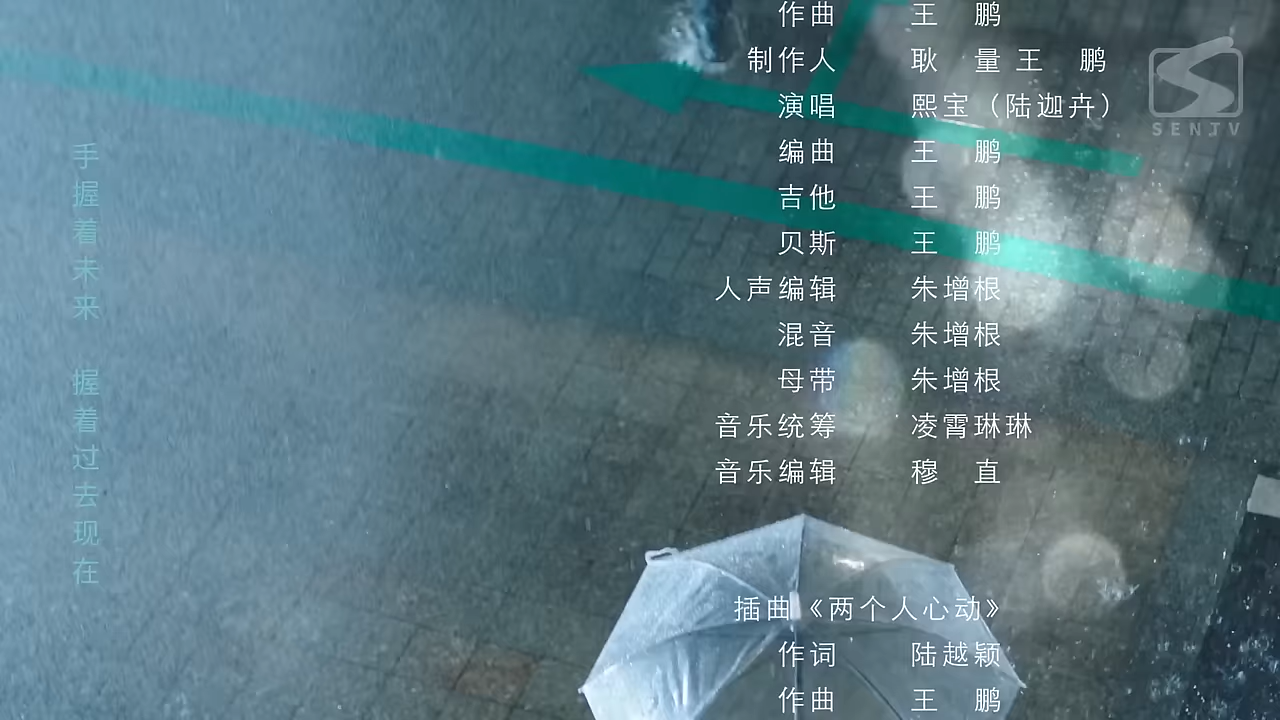 作曲 王 鹏
制作人 耿 量 王 鹏
演唱 熙宝（陆迦卉）
编曲 王 鹏
吉他 王 鹏
贝斯 王 鹏
人声编辑 朱增根
混音 朱增根
母带 朱增根
音乐统筹 凌霄琳琳
音乐编辑 穆 直
插曲《两个人心动》
作词 陆越颖
作曲 王 鹏
手握着未来 握着过去现在
SENTV